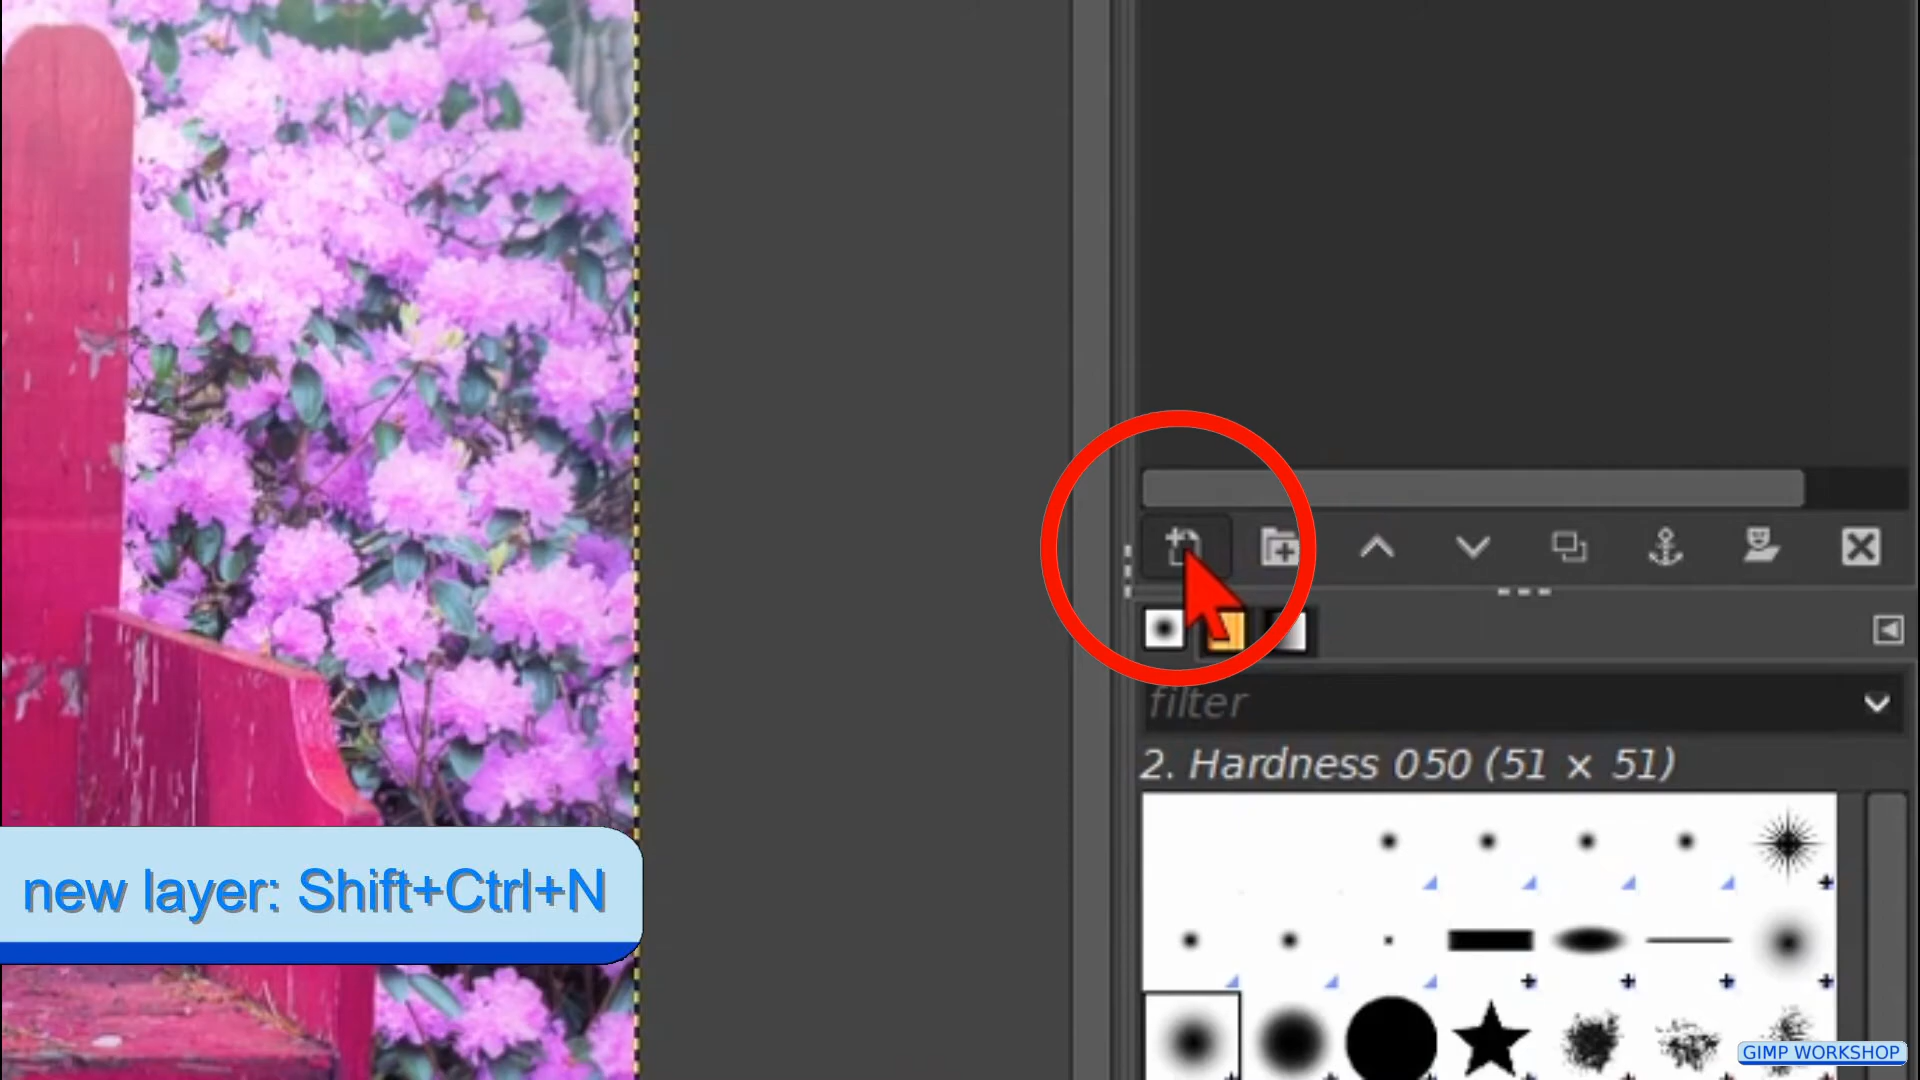 filter
2. Hardness 050 (51 × 51)
new layer: Shift+Ctrl+N
GIMP WORKSHOP